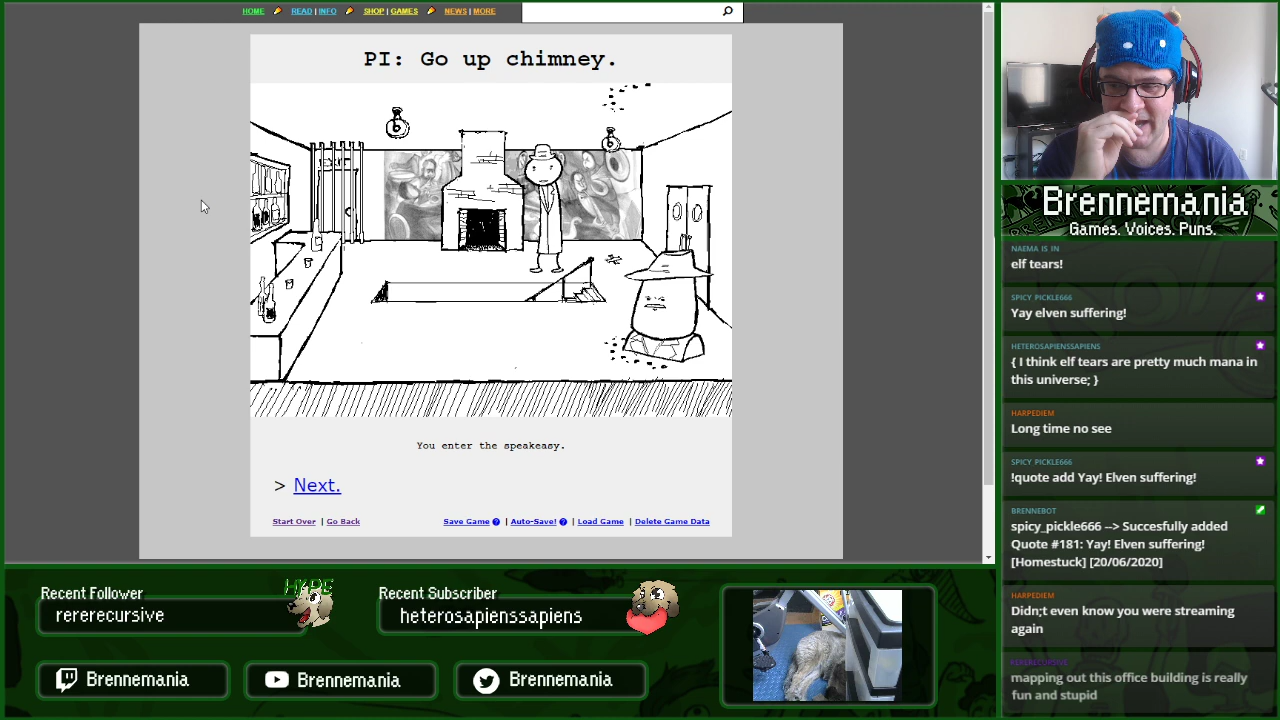 HOME READ | INFO SHOP | GAMES NEWS | MORE
PI: Go up chimney.
You enter the speakeasy.
> Next.
Start Over | Go Back Save Game ? | Auto-Save! ? | Load Game | Delete Game Data
Brennemania
Games. Voices. Puns.
NAEMA IS IN
elf tears!
SPICY PICKLE666
Yay elven suffering!
HETEROSAPIENSSAPIENS
{ I think elf tears are pretty much mana in
this universe; }
HARPEDIEM
Long time no see
SPICY PICKLE666
!quote add Yay! Elven suffering!
BRENNEBOT
spicy_pickle666 --> Succesfully added
Quote #181: Yay! Elven suffering!
[Homestuck] [20/06/2020]
HARPEDIEM
Didn;t even know you were streaming
again
RERERECURSIVE
mapping out this office building is really
fun and stupid
Recent Follower
HYPE
rererecursive
Recent Subscriber
heterosapienssapiens
Brennemania
Brennemania
Brennemania